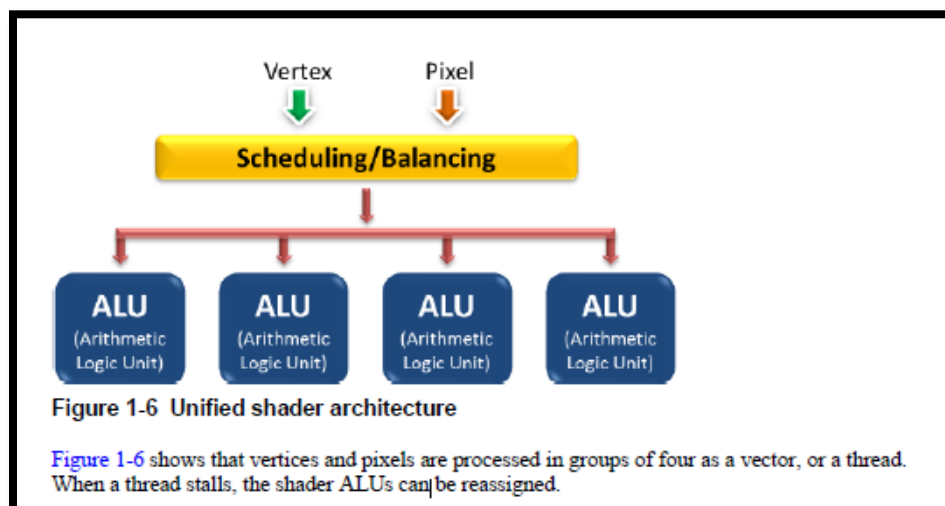 Vertex Pixel
Scheduling/Balancing
ALU ALU ALU ALU
(Arithmetic (Arithmetic (Arithmetic (Arithmetic
Logic Unit) Logic Unit) Logic Unit) Logic Unit)
Figure 1-6 Unified shader architecture
Figure 1-6 shows that vertices and pixels are processed in groups of four as a vector, or a thread.
When a thread stalls, the shader ALUs can be reassigned.